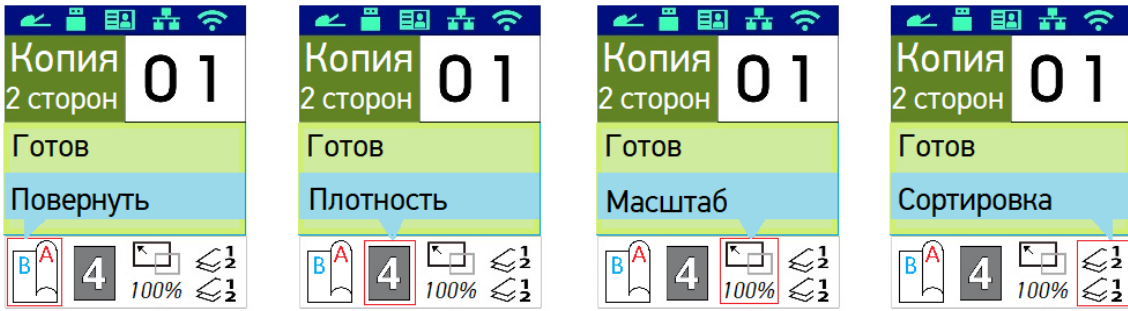 Копия
2 сторон
01
Готов
Повернуть
B A 4 100% 1 2 1 2
Копия
2 сторон
01
Готов
Плотность
B A 4 100% 1 2 1 2
Копия
2 сторон
01
Готов
Масштаб
B A 4 100% 1 2 1 2
Копия
2 сторон
01
Готов
Сортировка
B A 4 100% 1 2 1 2